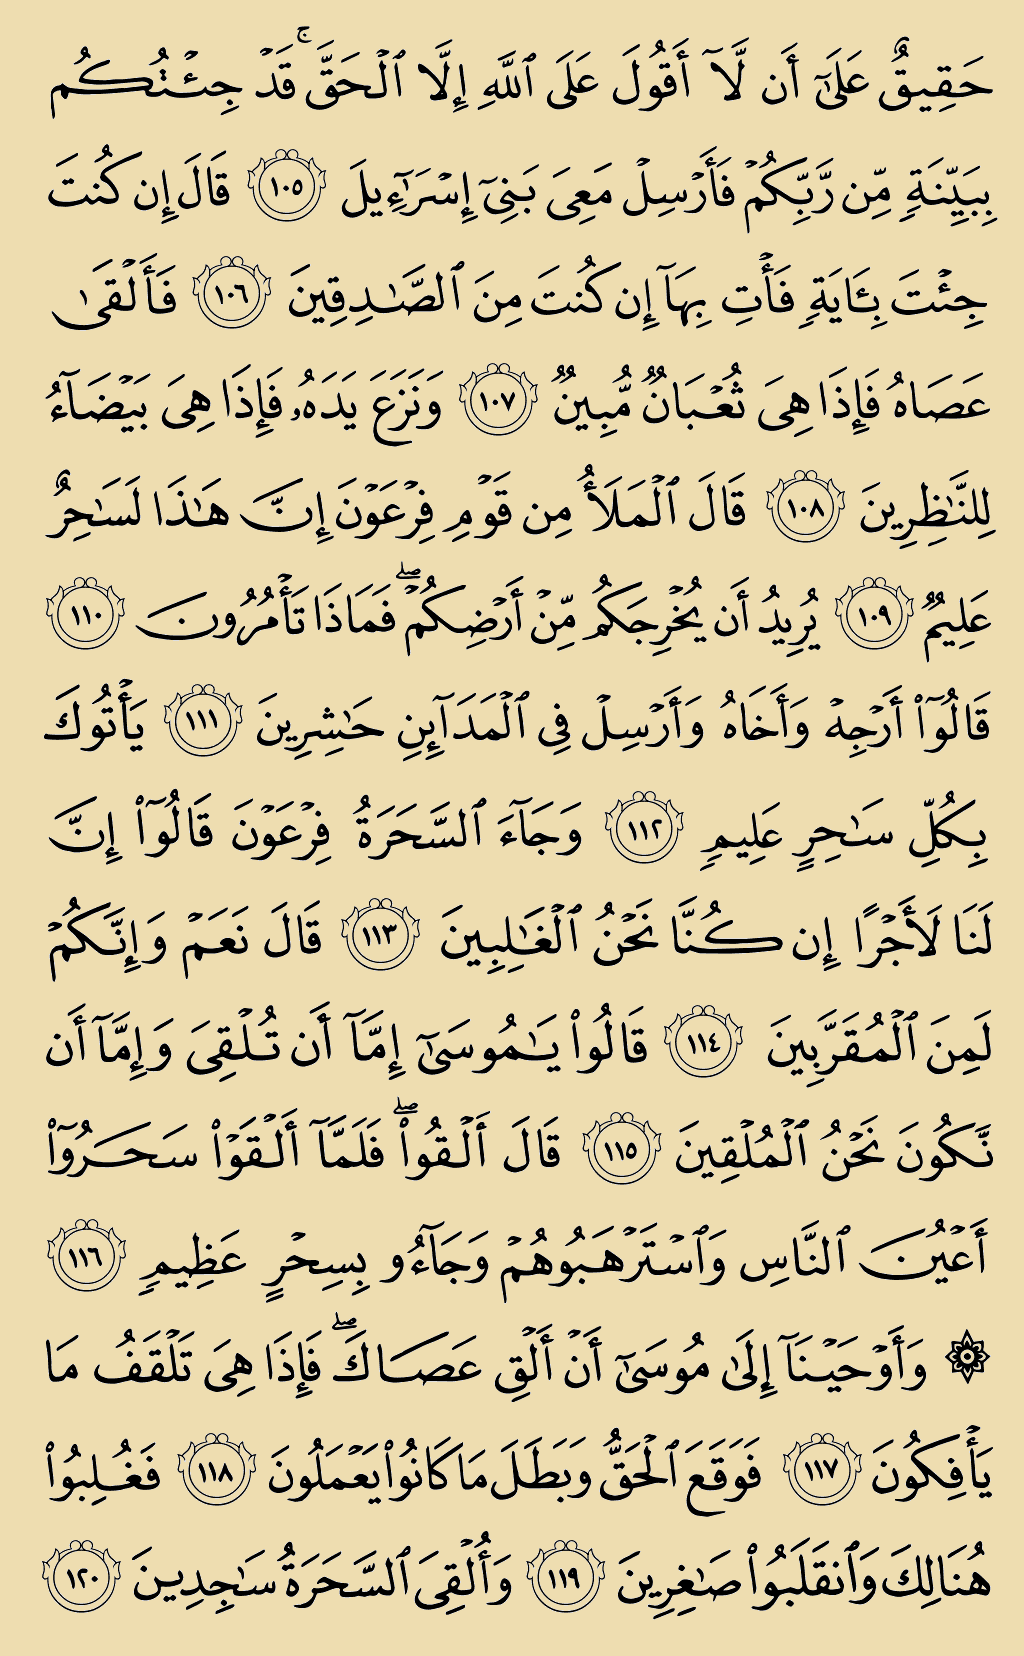 حَقِيقٌ عَلَىٰٓ أَن لَّآ أَقُولَ عَلَى ٱللَّهِ إِلَّا ٱلْحَقَّ ۚ قَدْ جِئْتُكُم
بِبَيِّنَةٍ مِّن رَّبِّكُمْ فَأَرْسِلْ مَعِىَ بَنِىٓ إِسْرَٰٓءِيلَ ١٠٥ قَالَ إِن كُنتَ
جِئْتَ بِـَٔايَةٍ فَأْتِ بِهَآ إِن كُنتَ مِنَ ٱلصَّـٰدِقِينَ ١٠٦ فَأَلْقَىٰ
عَصَاهُ فَإِذَا هِىَ ثُعْبَانٌ مُّبِينٌ ١٠٧ وَنَزَعَ يَدَهُۥ فَإِذَا هِىَ بَيْضَآءُ
لِلنَّـٰظِرِينَ ١٠٨ قَالَ ٱلْمَلَأُ مِن قَوْمِ فِرْعَوْنَ إِنَّ هَـٰذَا لَسَـٰحِرٌ
عَلِيمٌ ١٠٩ يُرِيدُ أَن يُخْرِجَكُم مِّنْ أَرْضِكُمْ ۖ فَمَاذَا تَأْمُرُونَ ١١٠
قَالُوٓا۟ أَرْجِهْ وَأَخَاهُ وَأَرْسِلْ فِى ٱلْمَدَآئِنِ حَـٰشِرِينَ ١١١ يَأْتُوكَ
بِكُلِّ سَـٰحِرٍ عَلِيمٍ ١١٢ وَجَآءَ ٱلسَّحَرَةُ فِرْعَوْنَ قَالُوٓا۟ إِنَّ
لَنَا لَأَجْرًا إِن كُنَّا نَحْنُ ٱلْغَـٰلِبِينَ ١١٣ قَالَ نَعَمْ وَإِنَّكُمْ
لَمِنَ ٱلْمُقَرَّبِينَ ١١٤ قَالُوا۟ يَـٰمُوسَىٰٓ إِمَّآ أَن تُلْقِىَ وَإِمَّآ أَن
نَّكُونَ نَحْنُ ٱلْمُلْقِينَ ١١٥ قَالَ أَلْقُوا۟ ۖ فَلَمَّآ أَلْقَوْا۟ سَحَرُوٓا۟
أَعْيُنَ ٱلنَّاسِ وَٱسْتَرْهَبُوهُمْ وَجَآءُو بِسِحْرٍ عَظِيمٍ ١١٦
۞ وَأَوْحَيْنَآ إِلَىٰ مُوسَىٰٓ أَنْ أَلْقِ عَصَاكَ ۖ فَإِذَا هِىَ تَلْقَفُ مَا
يَأْفِكُونَ ١١٧ فَوَقَعَ ٱلْحَقُّ وَبَطَلَ مَا كَانُوا۟ يَعْمَلُونَ ١١٨ فَغُلِبُوا۟
هُنَالِكَ وَٱنقَلَبُوا۟ صَـٰغِرِينَ ١١٩ وَأُلْقِىَ ٱلسَّحَرَةُ سَـٰجِدِينَ ١٢٠